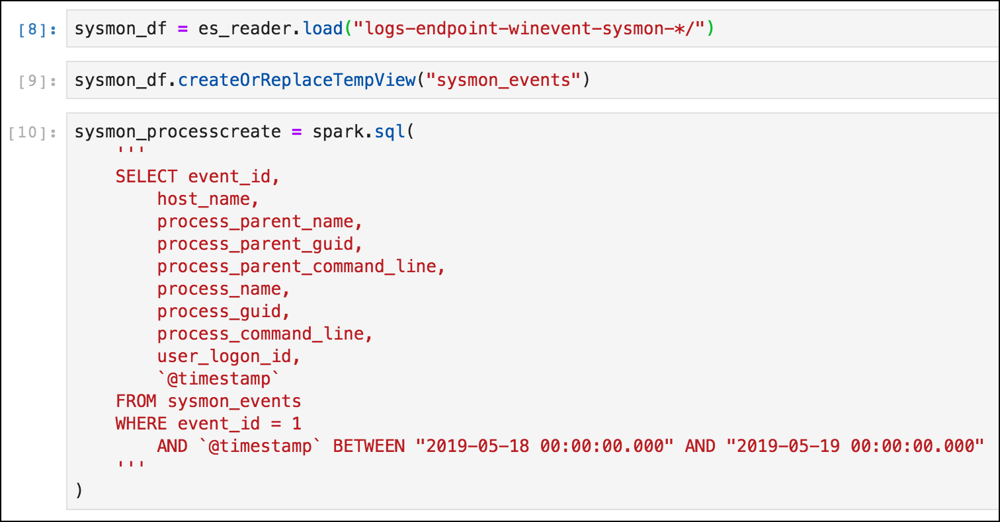 [8]: sysmon_df = es_reader.load("logs-endpoint-winevent-sysmon-*/")
[9]: sysmon_df.createOrReplaceTempView("sysmon_events")
[10]: sysmon_processcreate = spark.sql(
    '''
    SELECT event_id,
        host_name,
        process_parent_name,
        process_parent_guid,
        process_parent_command_line,
        process_name,
        process_guid,
        process_command_line,
        user_logon_id,
        `@timestamp`
    FROM sysmon_events
    WHERE event_id = 1
        AND `@timestamp` BETWEEN "2019-05-18 00:00:00.000" AND "2019-05-19 00:00:00.000"
    '''
)